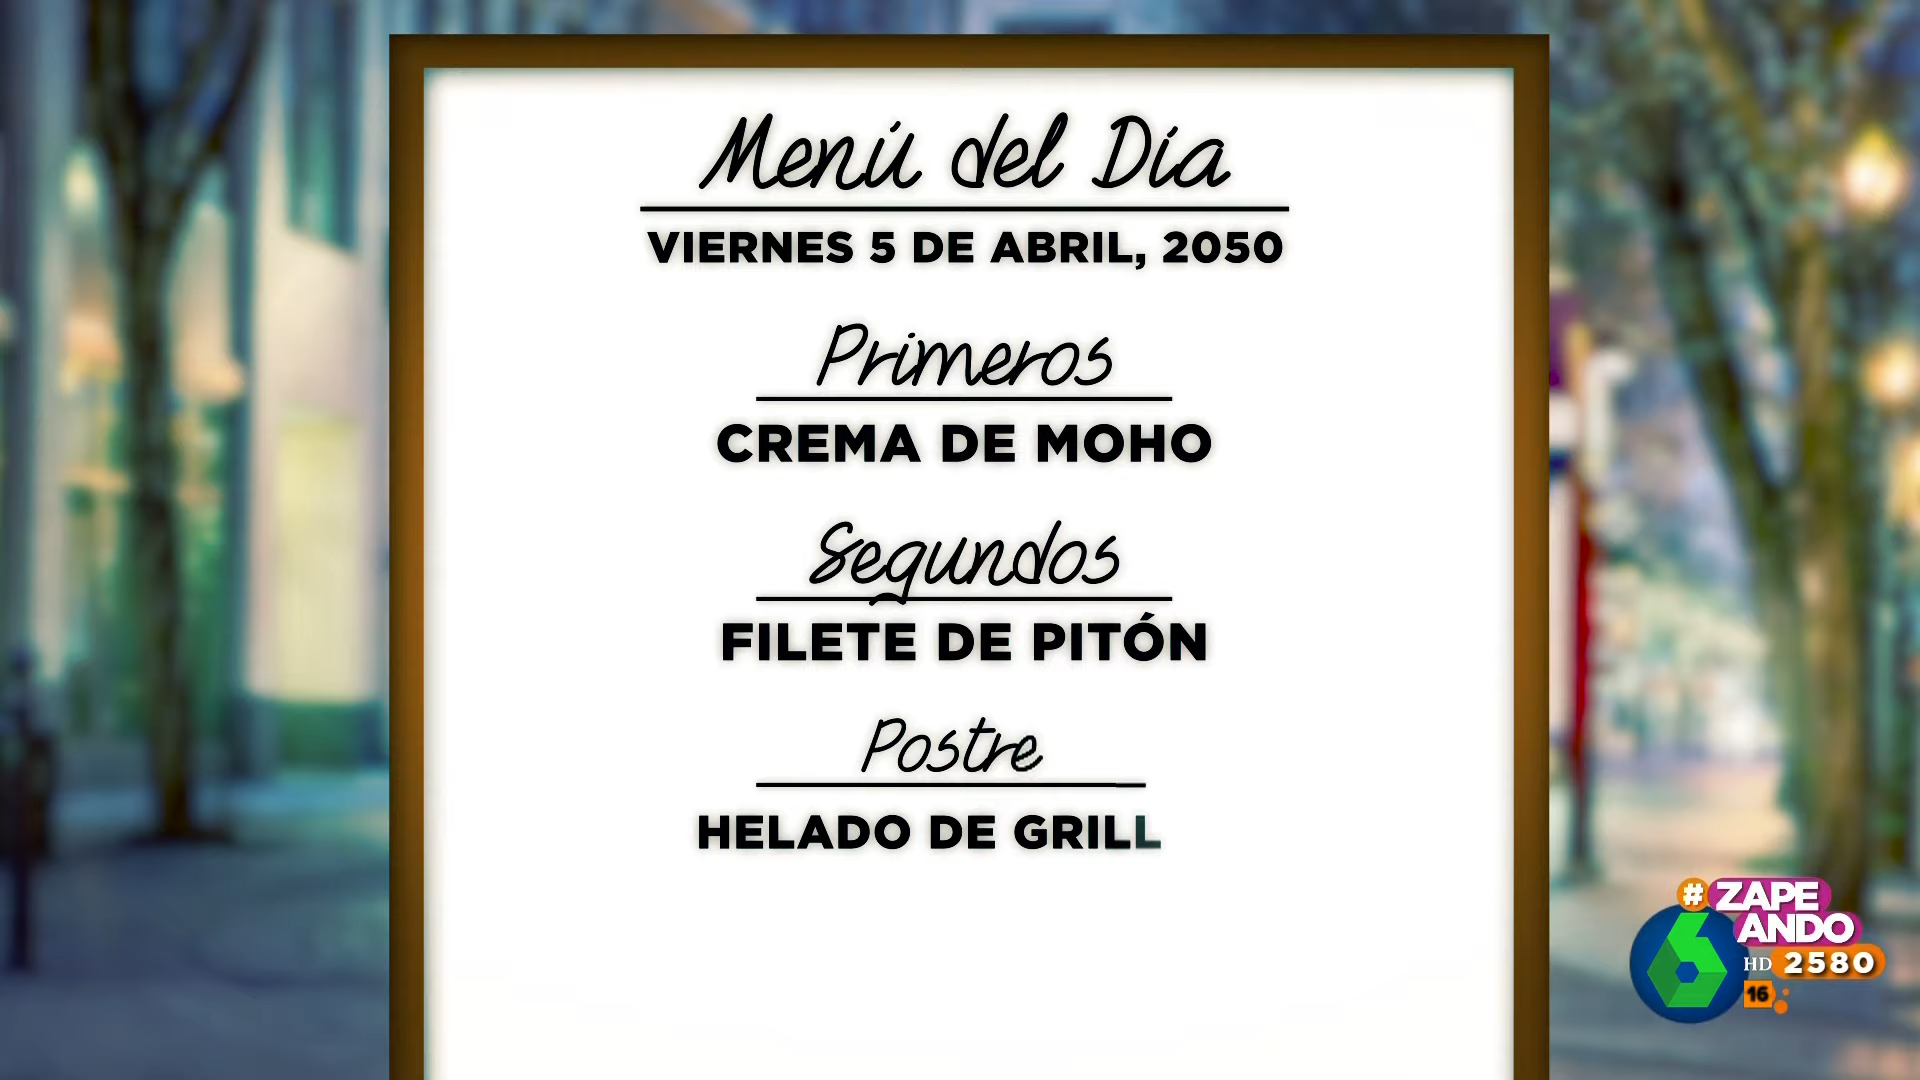 Menú del Día
VIERNES 5 DE ABRIL, 2050
Primeros
CREMA DE MOHO
Segundos
FILETE DE PITÓN
Postre
HELADO DE GRILL
#ZAPE
ANDO
HD 2580
16